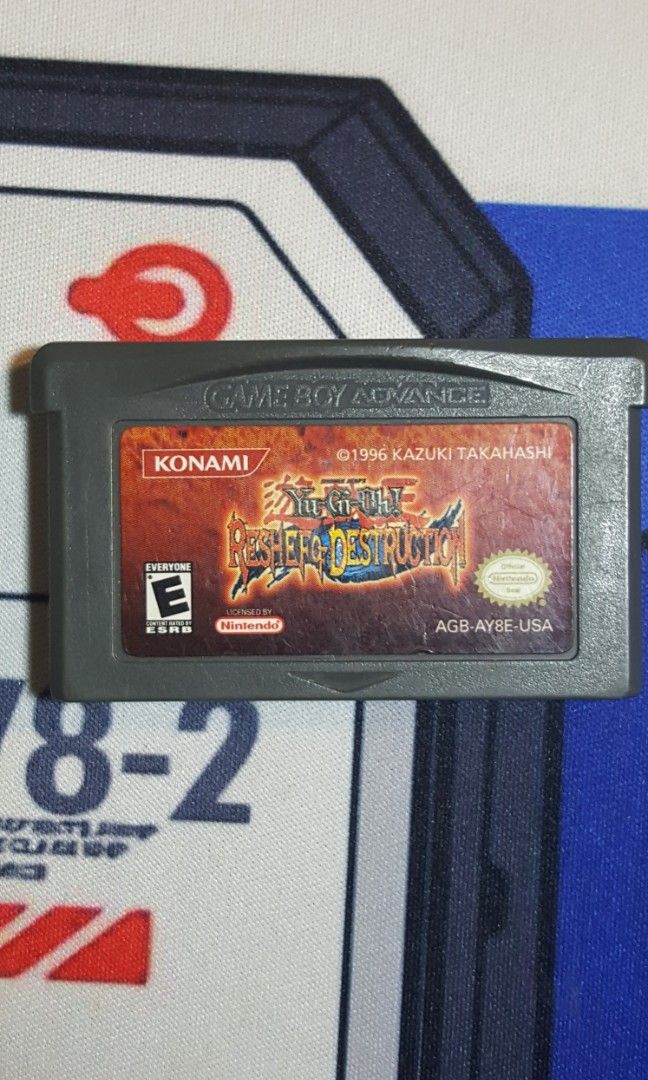 GAME BOY ADVANCE
KONAMI
©1996 KAZUKI TAKAHASHI
Yu-Gi-Oh!
RESHEF OF DESTRUCTION
EVERYONE
E
CONTENT RATED BY
ESRB
LICENSED BY
Nintendo
Official
Nintendo
Seal
AGB-AY8E-USA
78-2